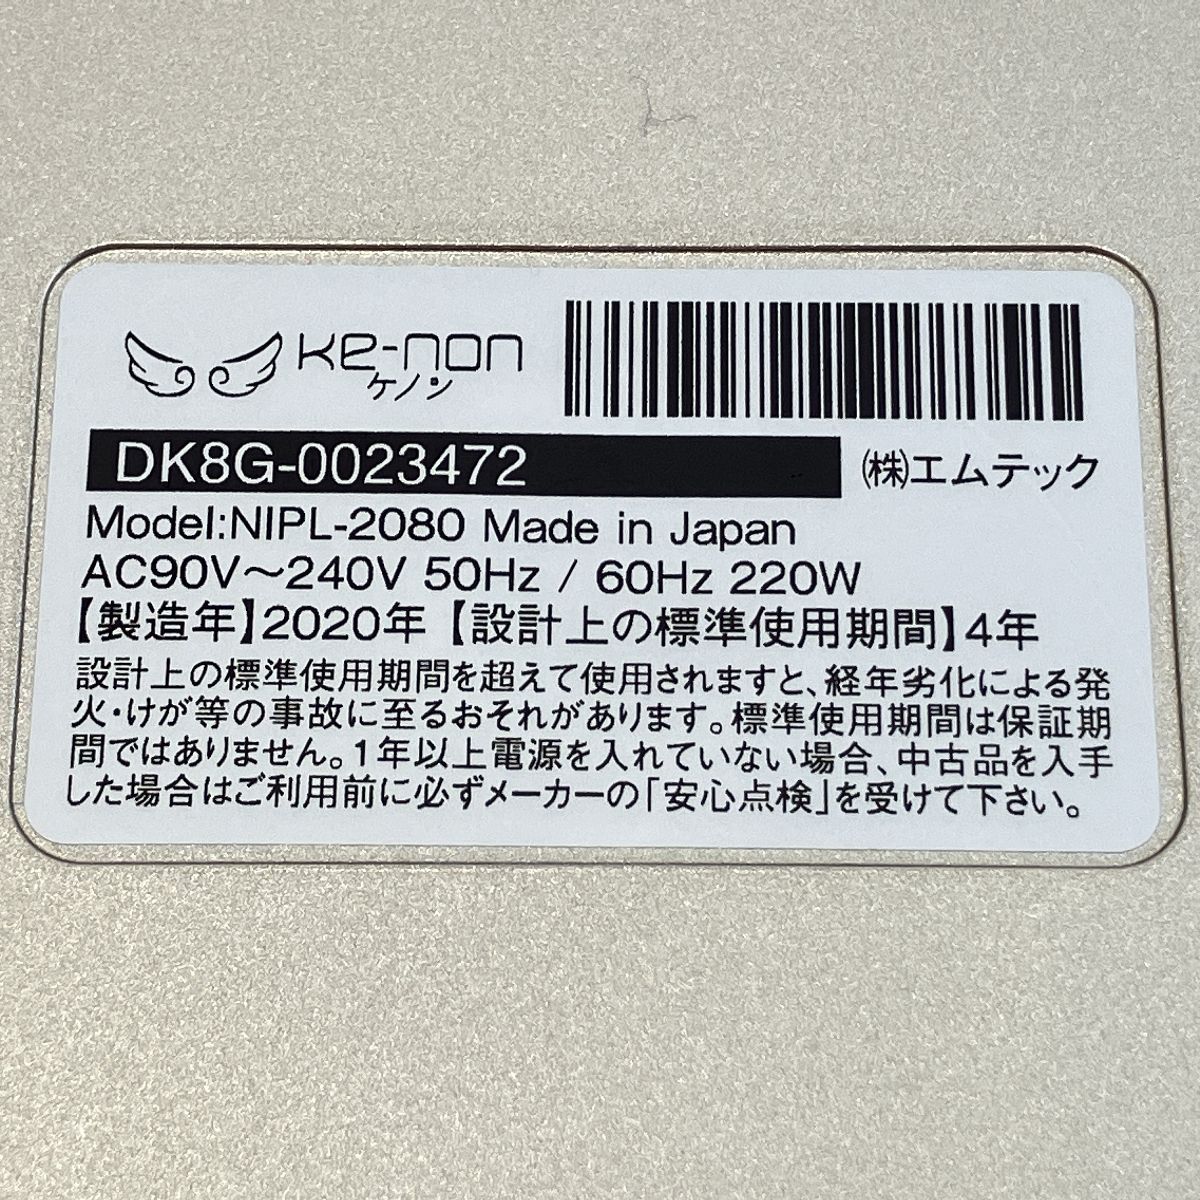 Ke-non
ケノン
DK8G-0023472
㈱エムテック
Model:NIPL-2080 Made in Japan
AC90V～240V 50Hz / 60Hz 220W
【製造年】2020年【設計上の標準使用期間】4年
設計上の標準使用期間を超えて使用されますと、経年劣化による発
火・けが等の事故に至るおそれがあります。標準使用期間は保証期
間ではありません。1年以上電源を入れていない場合、中古品を入手
した場合はご利用前に必ずメーカーの「安心点検」を受けて下さい。